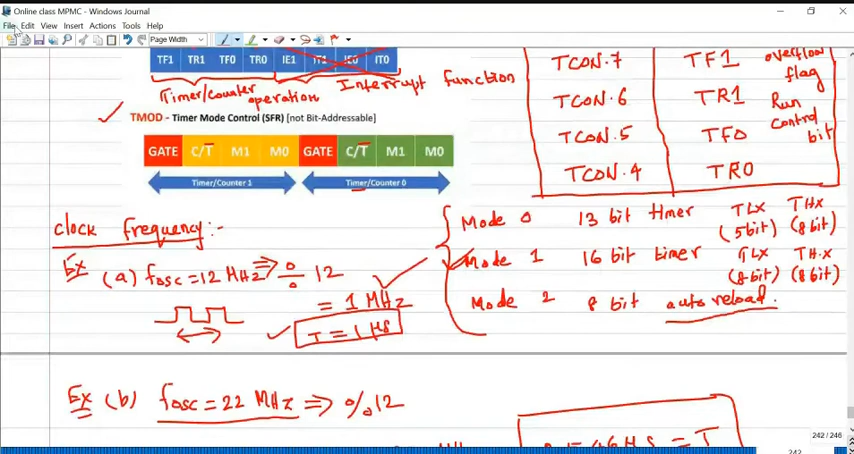 Online class MPMC - Windows Journal
File Edit View Insert Actions Tools Help
Page Width
TF1 TR1 TF0 TR0 IE1 IT1 IE0 IT0
Timer/Counter operation
Interrupt function
TMOD - Timer Mode Control (SFR) [not Bit-Addressable]
GATE C/T M1 M0 GATE C/T M1 M0
Timer/Counter 1 Timer/Counter 0
TCON.7 TF1 overflow flag
TCON.6 TR1 Run control bit
TCON.5 TF0
TCON.4 TR0
clock frequency:-
Ex (a) fosc = 12 MHz ⇒ ÷ 12
= 1 MHz
T = 1 μs
Mode 0 13 bit timer TLX (5bit) THX (8bit)
Mode 1 16 bit timer TLX (8bit) THX (8bit)
Mode 2 8 bit auto reload.
Ex (b) fosc = 22 MHz ⇒ % 12
242 / 246
242